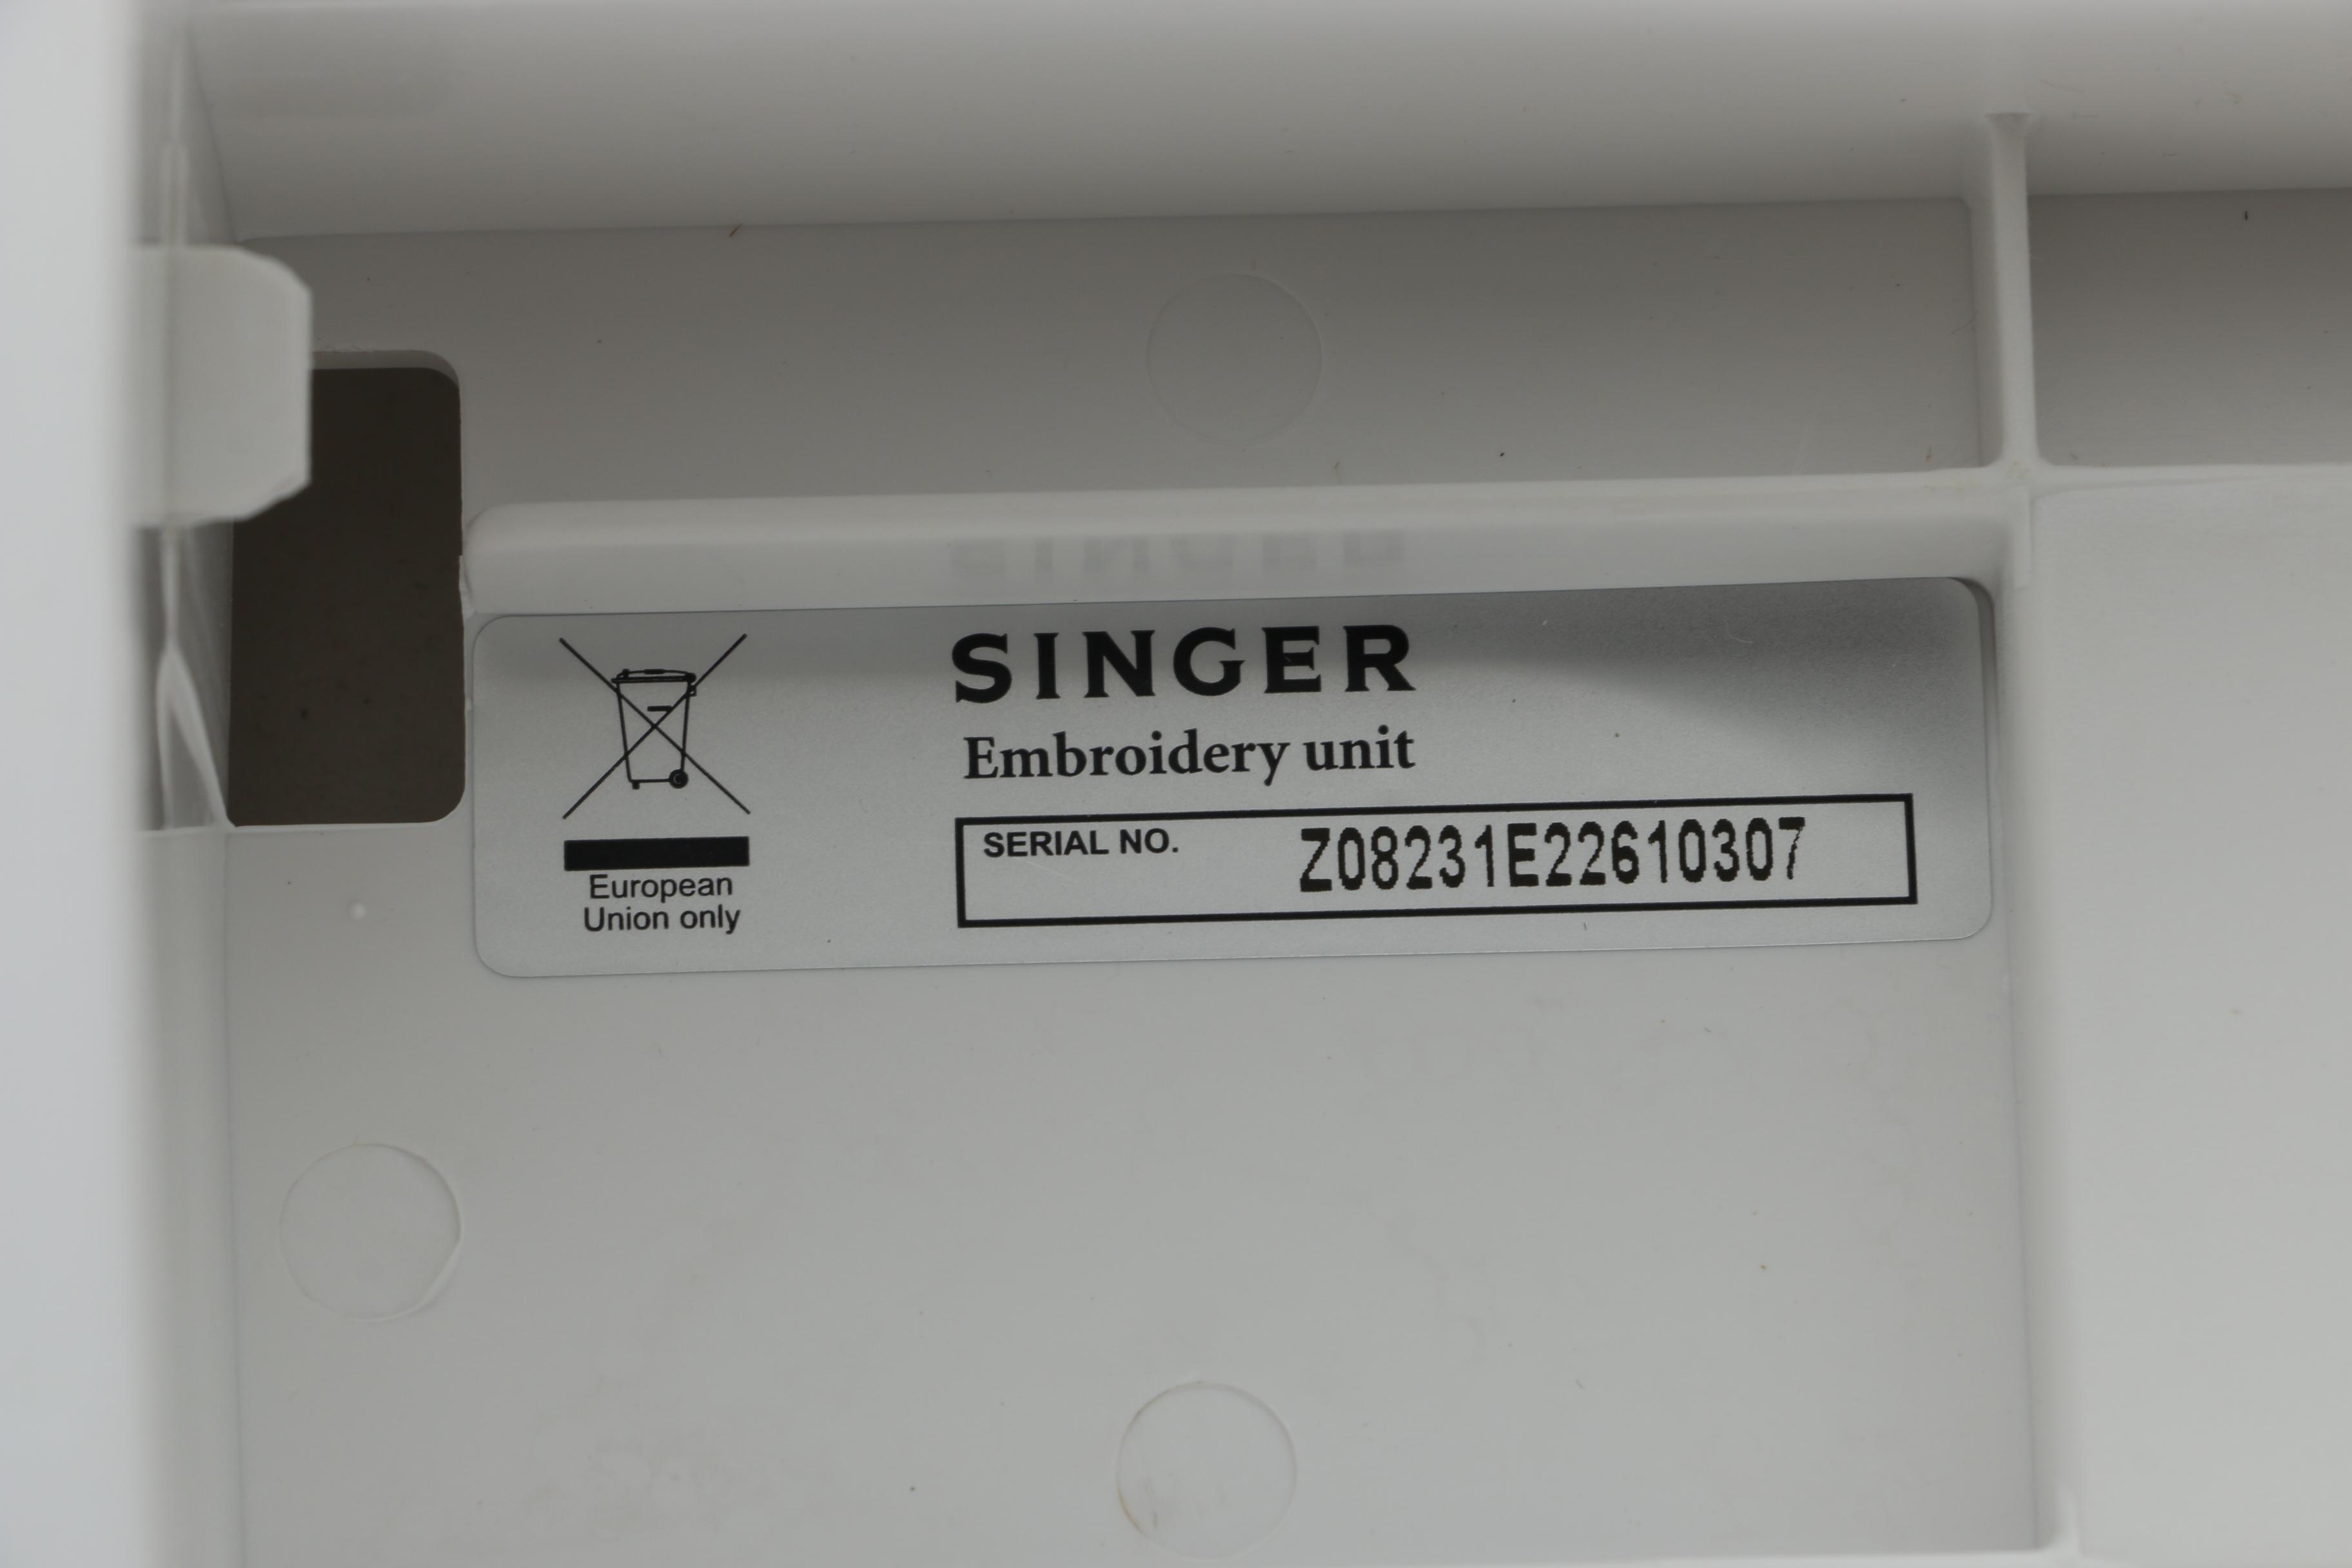 SINGER
Embroidery unit
SERIAL NO. Z08231E22610307
European
Union only